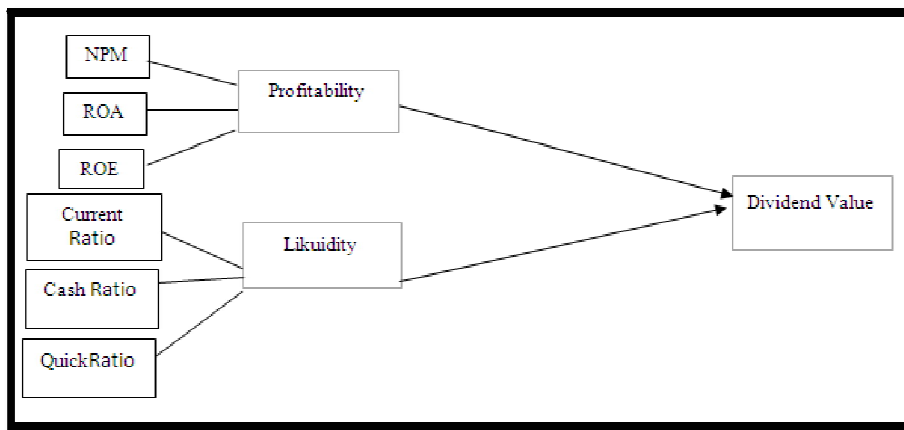 NPM
Profitability
ROA
ROE
Current
Ratio
Likuidity
Dividend Value
Cash Ratio
QuickRatio